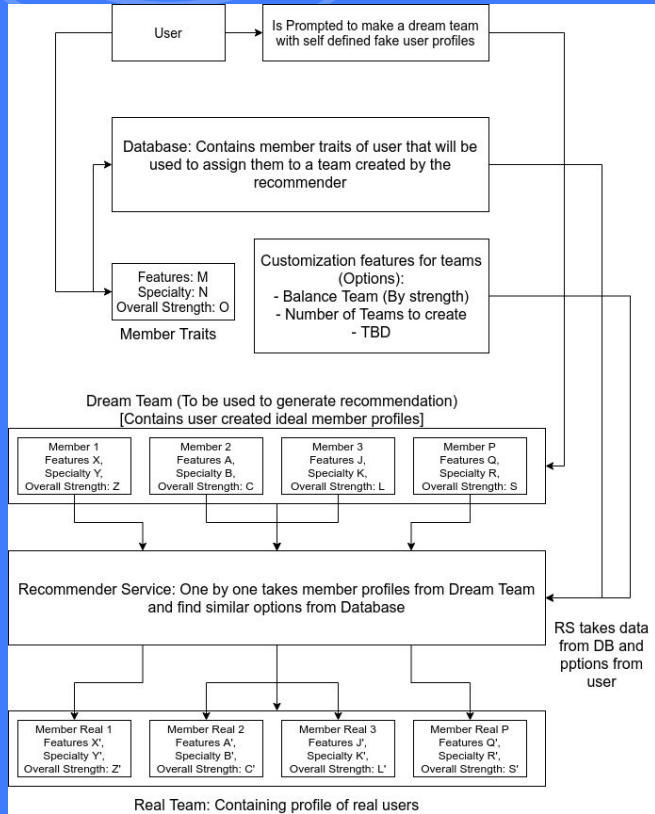 User
Is Prompted to make a dream team
with self defined fake user profiles
Database: Contains member traits of user that will be
used to assign them to a team created by the
recommender
Features: M
Specialty: N
Overall Strength: O
Member Traits
Customization features for teams
(Options):
- Balance Team (By strength)
- Number of Teams to create
- TBD
Dream Team (To be used to generate recommendation)
[Contains user created ideal member profiles]
Member 1
Features X,
Specialty Y,
Overall Strength: Z
Member 2
Features A,
Specialty B,
Overall Strength: C
Member 3
Features J,
Specialty K,
Overall Strength: L
Member P
Features Q,
Specialty R,
Overall Strength: S
Recommender Service: One by one takes member profiles from Dream Team
and find similar options from Database
RS takes data
from DB and
pptions from
user
Member Real 1
Features X',
Specialty Y',
Overall Strength: Z'
Member Real 2
Features A',
Specialty B',
Overall Strength: C'
Member Real 3
Features J',
Specialty K',
Overall Strength: L'
Member Real P
Features Q',
Specialty R',
Overall Strength: S'
Real Team: Containing profile of real users